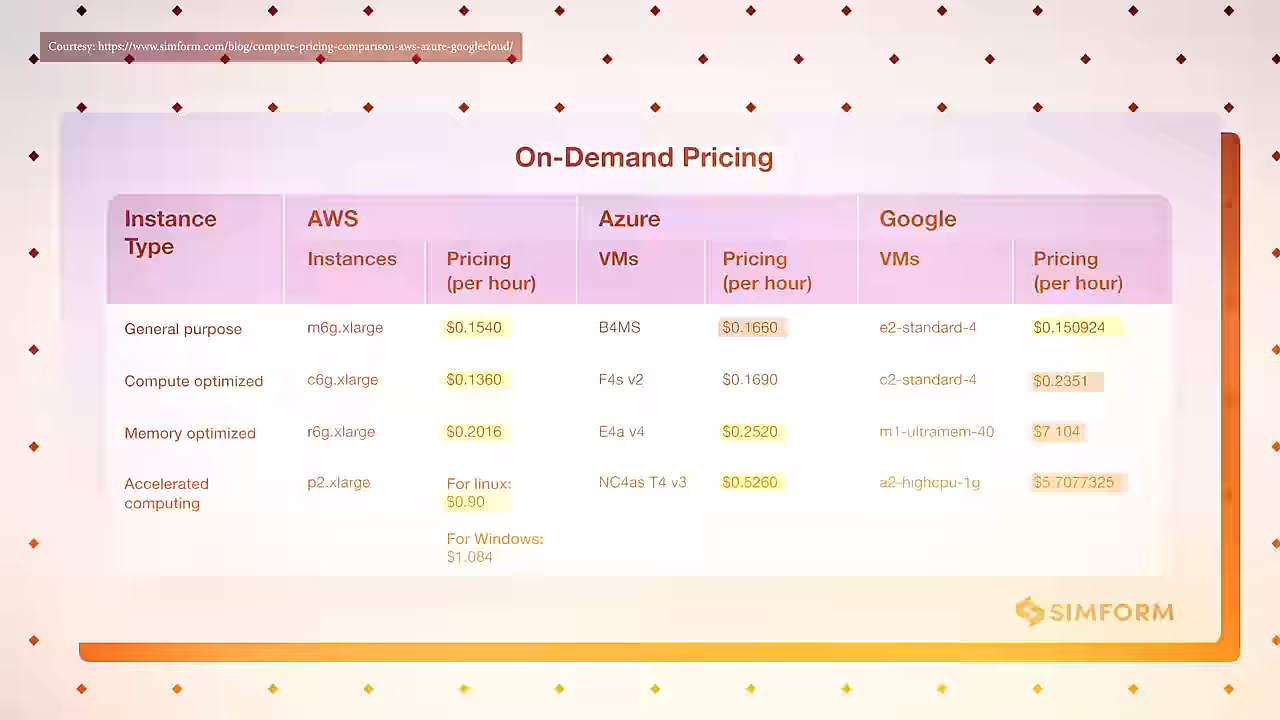 Courtesy: https://www.simform.com/blog/compute-pricing-comparison-aws-azure-googlecloud/
On-Demand Pricing
Instance Type
AWS
Azure
Google
Instances
Pricing (per hour)
VMs
Pricing (per hour)
VMs
Pricing (per hour)
General purpose
m6g.xlarge
$0.1540
B4MS
$0.1660
e2-standard-4
$0.150924
Compute optimized
c6g.xlarge
$0.1360
F4s v2
$0.1690
c2-standard-4
$0.2351
Memory optimized
r6g.xlarge
$0.2016
E4a v4
$0.2520
m1-ultramem-40
$7 104
Accelerated computing
p2.xlarge
For linux:
$0.90
NC4as T4 v3
$0.5260
a2-highcpu-1g
$5.7077325
For Windows:
$1.084
SIMFORM